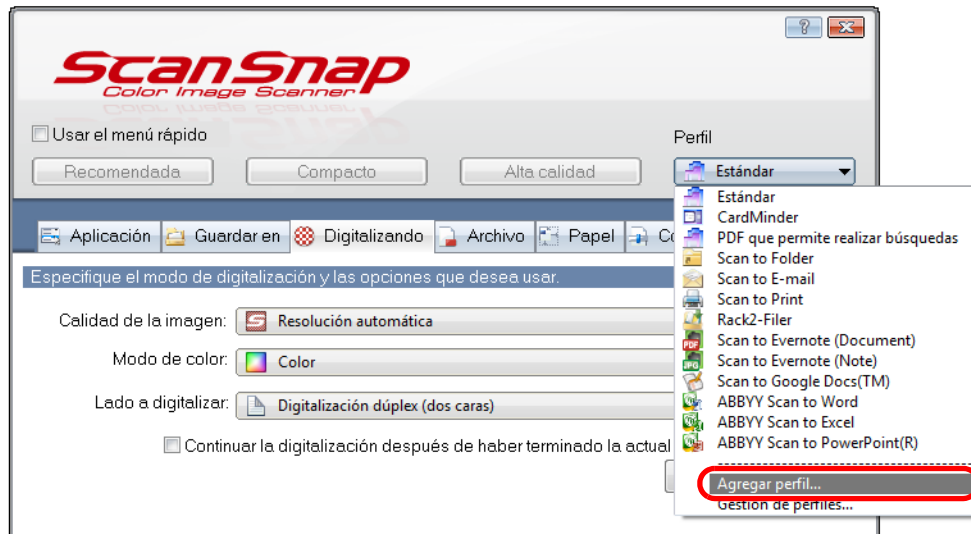 ScanSnap
Color Image Scanner
Usar el menú rápido
Perfil
Recomendada
Compacto
Alta calidad
Estándar
Estándar
CardMinder
PDF que permite realizar búsquedas
Scan to Folder
Scan to E-mail
Scan to Print
Rack2-Filer
Scan to Evernote (Document)
Scan to Evernote (Note)
Scan to Google Docs(TM)
ABBYY Scan to Word
ABBYY Scan to Excel
ABBYY Scan to PowerPoint(R)
Agregar perfil...
Gestión de perfiles...
Aplicación
Guardar en
Digitalizando
Archivo
Papel
Especifique el modo de digitalización y las opciones que desea usar.
Calidad de la imagen:
Resolución automática
Modo de color:
Color
Lado a digitalizar:
Digitalización dúplex (dos caras)
Continuar la digitalización después de haber terminado la actual